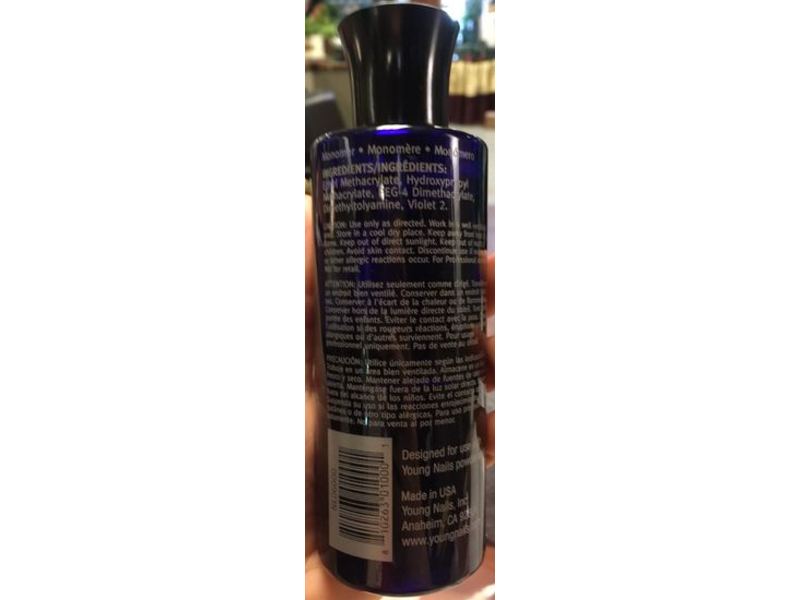 Monomer • Monomère • Monómero
INGREDIENTS/INGRÉDIENTS:
Ethyl Methacrylate, Hydroxypropyl
Methacrylate, PEG-4 Dimethacrylate,
Dimethyltolyamine, Violet 2.
CAUTION: Use only as directed. Work in a well
area. Store in a cool dry place. Keep away from
flame. Keep out of direct sunlight. Keep out of
children. Avoid skin contact. Discontinue use if
or other allergic reactions occur. For Professional
Not for retail.
ATTENTION: Utilisez seulement comme dirigé.
un endroit bien ventilé. Conserver dans un endroit
sec. Conserver à l'écart de la chaleur ou de
Conserver hors de la lumière directe du soleil.
portée des enfants. Eviter le contact avec la peau.
l'utilisation si des rougeurs réactions,
allergiques ou d'autres surviennent. Pour usage
professionnel uniquement. Pas de vente au
PRECAUCIÓN: Utilice únicamente según las
Trabaje en un área bien ventilada. Almacene en un
fresco y seco. Mantener alejado de fuentes de
Manténgase fuera de la luz solar directa.
del alcance de los niños. Evite el contacto
Suspenda su uso si las reacciones
o de otro tipo alérgicas. Para uso
No para venta al por menor.
Designed for use
Young Nails
Made in USA
Young Nails, Inc
Anaheim, CA
www.youngnails
8 10263 01000 1